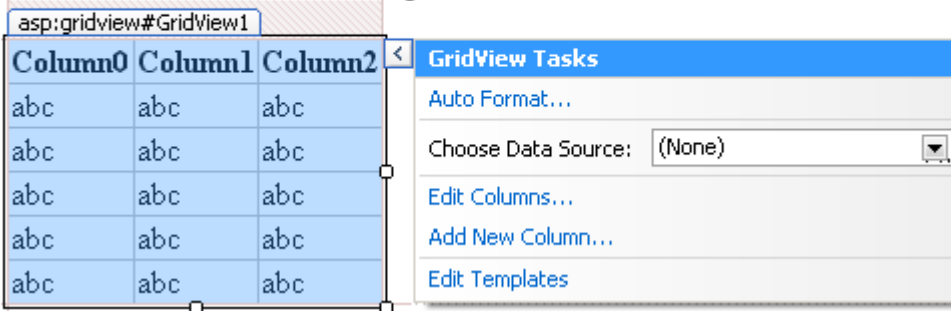 asp:gridview#GridView1
Column0 Column1 Column2
abc abc abc
abc abc abc
abc abc abc
abc abc abc
abc abc abc
GridView Tasks
Auto Format...
Choose Data Source: (None)
Edit Columns...
Add New Column...
Edit Templates